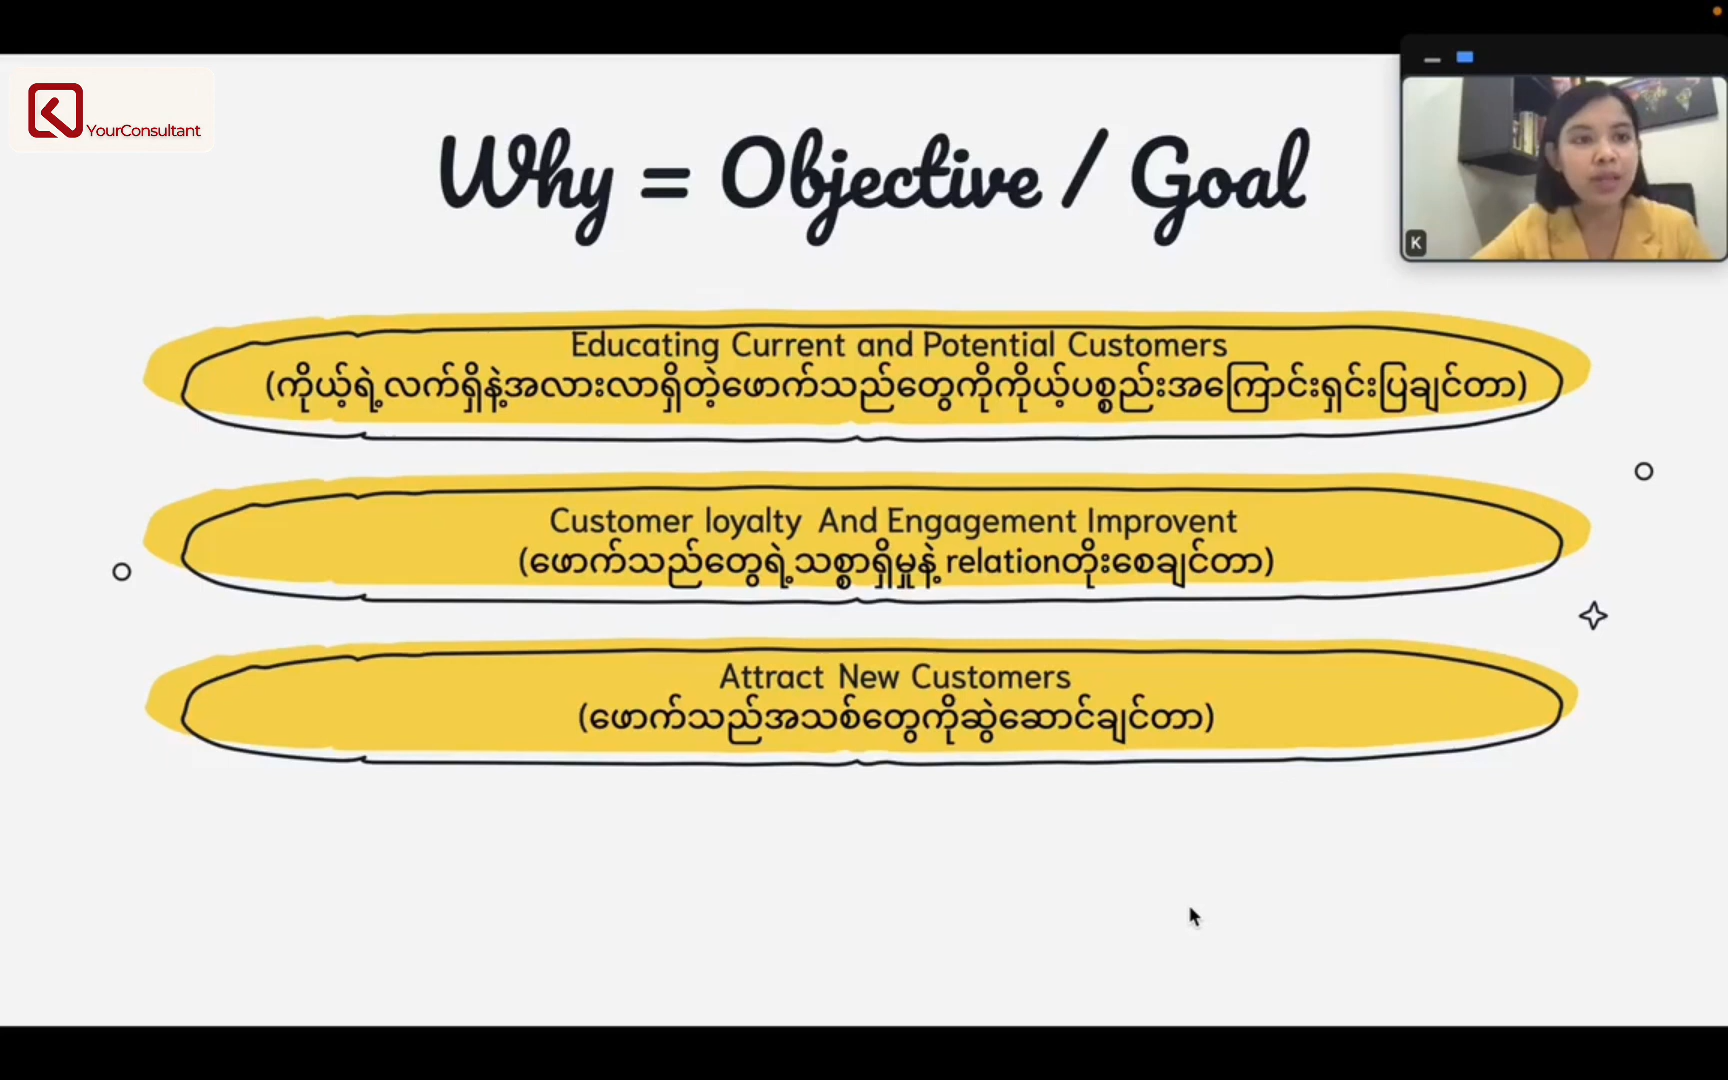 YourConsultant
Why = Objective / Goal
K
Educating Current and Potential Customers
(ကိုယ့်ရဲ့လက်ရှိနဲ့အလားလာရှိတဲ့ဖောက်သည်တွေကိုကိုယ့်ပစ္စည်းအကြောင်းရှင်းပြချင်တာ)
Customer loyalty And Engagement Improvent
(ဖောက်သည်တွေရဲ့သစ္စာရှိမှုနဲ့ relationတိုးစေချင်တာ)
Attract New Customers
(ဖောက်သည်အသစ်တွေကိုဆွဲဆောင်ချင်တာ)